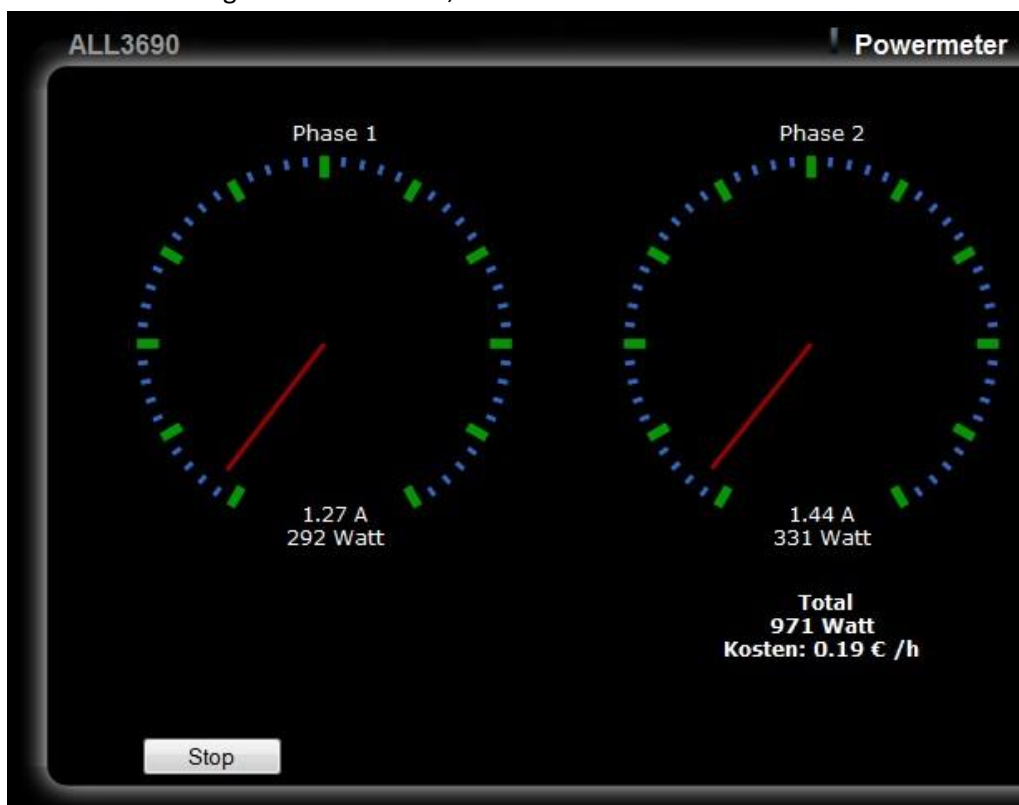 ALL3690
Powermeter
Phase 1
Phase 2
1.27 A
292 Watt
1.44 A
331 Watt
Total
971 Watt
Kosten: 0.19 € /h
Stop